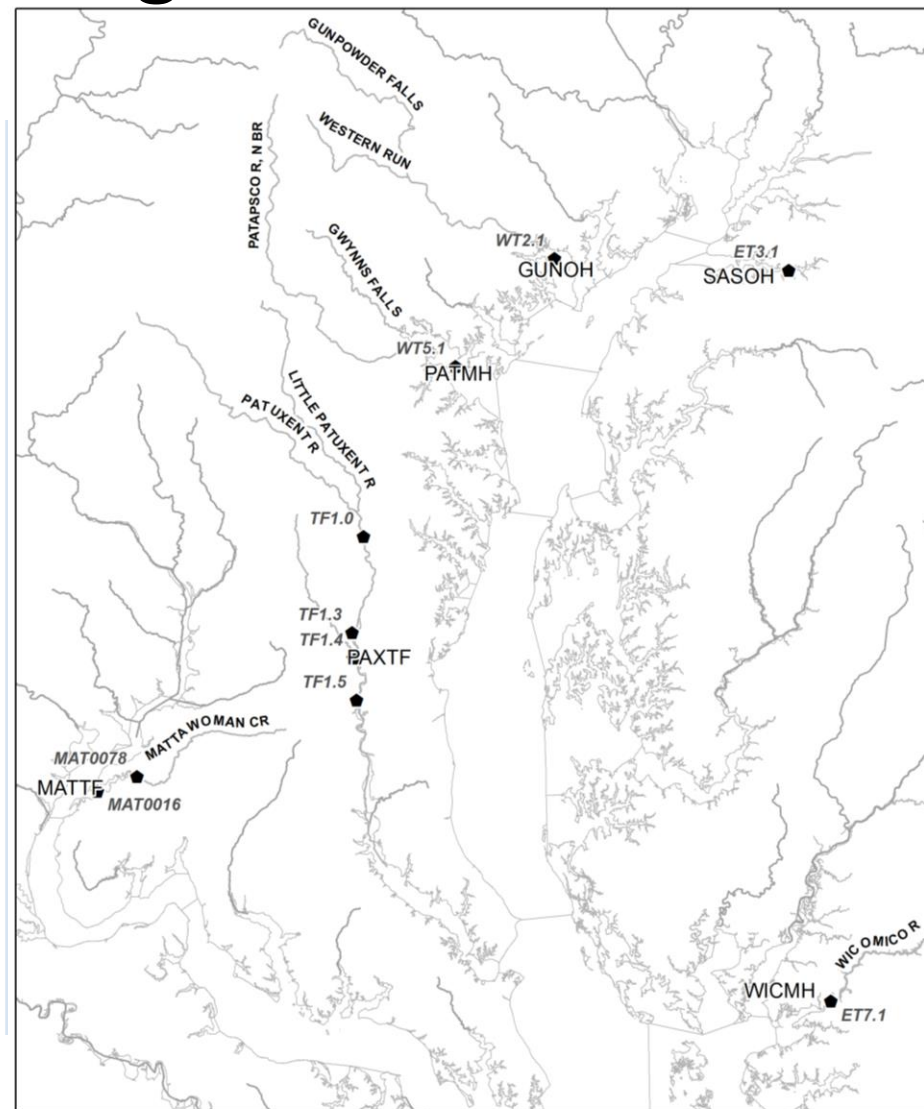 GUNPOWDER FALLS
WESTERN RUN
PATAPSCO R, N BR
GWYNNS FALLS
WT2.1
GUNOH
ET3.1
SASOH
WT5.1
PATMH
LITTLE PATUXENT R
PATUXENT R
TF1.0
TF1.3
TF1.4
PAXTF
TF1.5
MATTAWOMAN CR
MAT0078
MATTF
MAT0016
WICOMICO R
WICMH
ET7.1